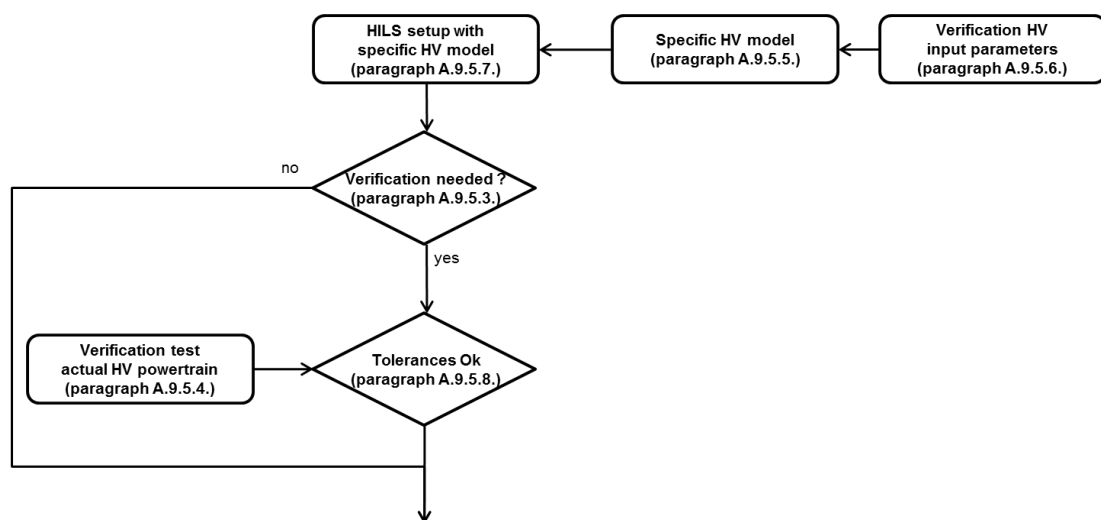 HILS setup with
specific HV model
(paragraph A.9.5.7.)
Specific HV model
(paragraph A.9.5.5.)
Verification HV
input parameters
(paragraph A.9.5.6.)
no
Verification needed ?
(paragraph A.9.5.3.)
yes
Verification test
actual HV powertrain
(paragraph A.9.5.4.)
Tolerances Ok
(paragraph A.9.5.8.)